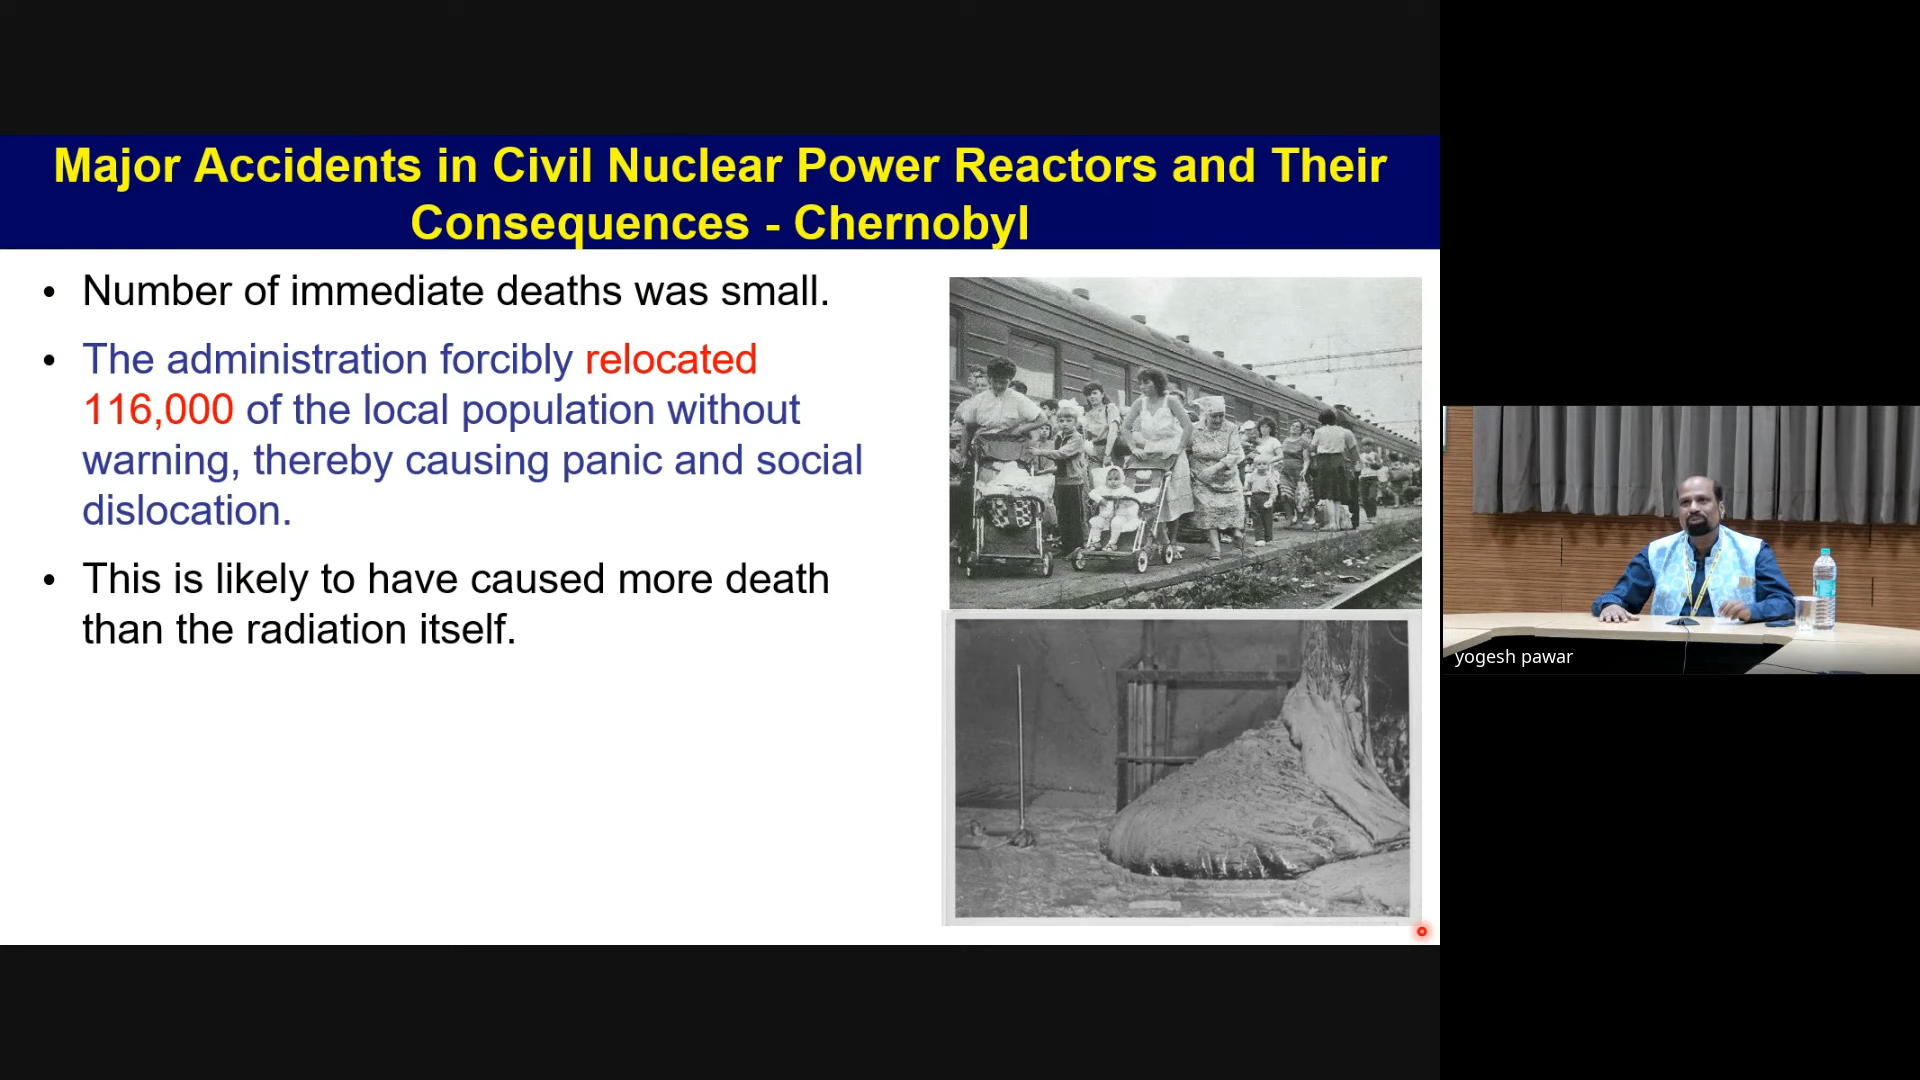 Major Accidents in Civil Nuclear Power Reactors and Their
Consequences - Chernobyl
• Number of immediate deaths was small.
• The administration forcibly relocated
116,000 of the local population without
warning, thereby causing panic and social
dislocation.
• This is likely to have caused more death
than the radiation itself.
yogesh pawar